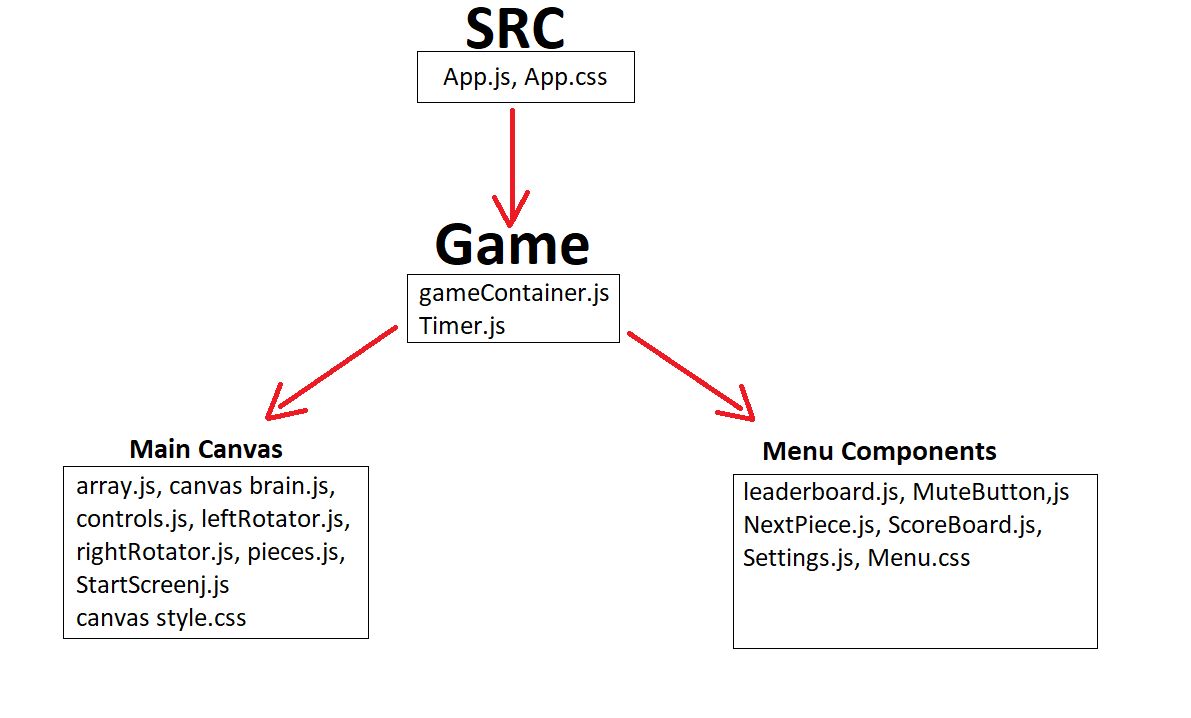 SRC
App.js, App.css
Game
gameContainer.js
Timer.js
Main Canvas
array.js, canvas brain.js,
controls.js, leftRotator.js,
rightRotator.js, pieces.js,
StartScreenj.js
canvas style.css
Menu Components
leaderboard.js, MuteButton,js
NextPiece.js, ScoreBoard.js,
Settings.js, Menu.css